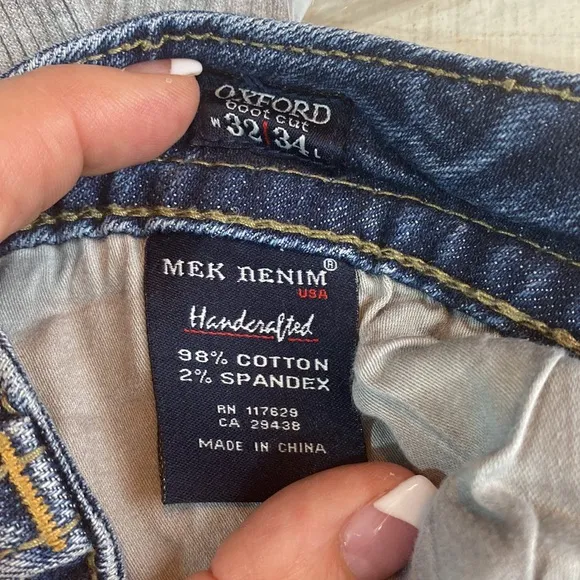 OXFORD
boot cut
W 32/34 L
MEK DENIM®
USA
Handcrafted
98% COTTON
2% SPANDEX
RN 117629
CA 29438
MADE IN CHINA